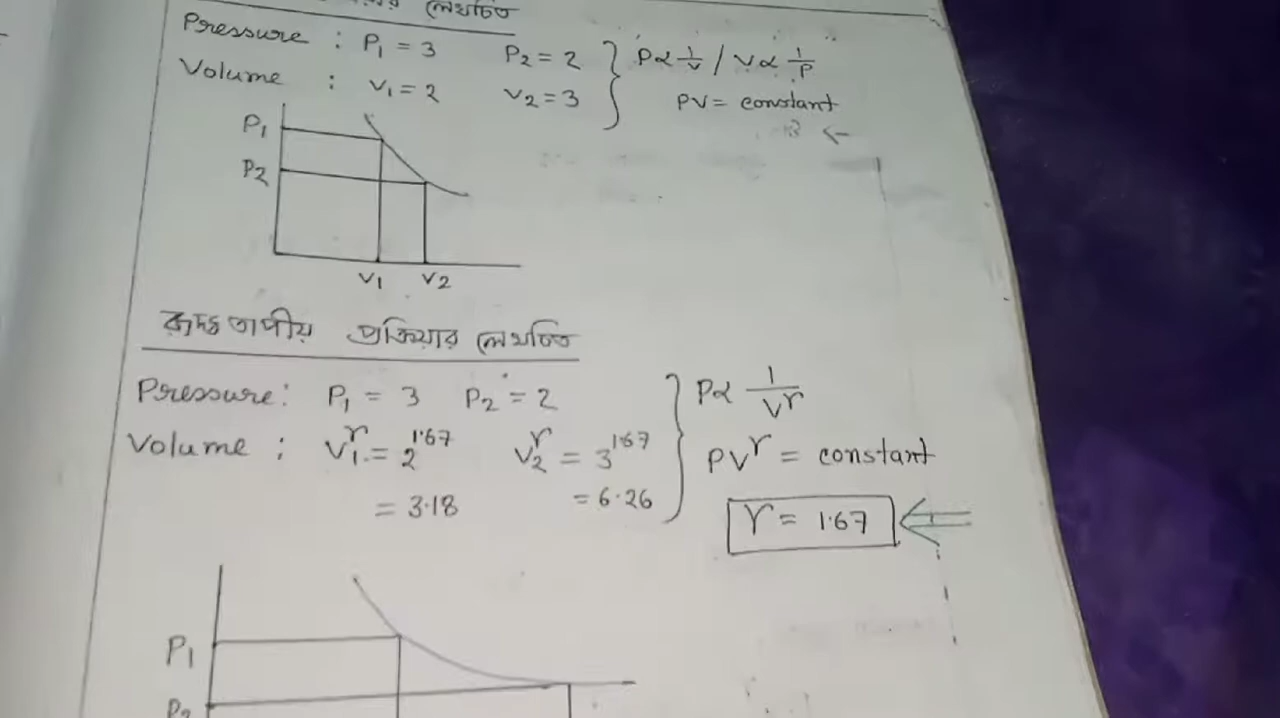 লেখচিত্র
Pressure : P₁ = 3 P₂ = 2 } P∝ 1/V / V∝ 1/P
Volume : V₁ = 2 V₂ = 3 PV = constant
P₁
P₂
V₁ V₂
রুদ্ধতাপীয় প্রক্রিয়ার লেখচিত্র
Pressure: P₁ = 3 P₂ = 2 } P∝ 1/V^γ
Volume : V₁^γ = 2^1.67 V₂^γ = 3^1.67 PV^γ = constant
= 3.18 = 6.26 γ = 1.67
P₁
P₂